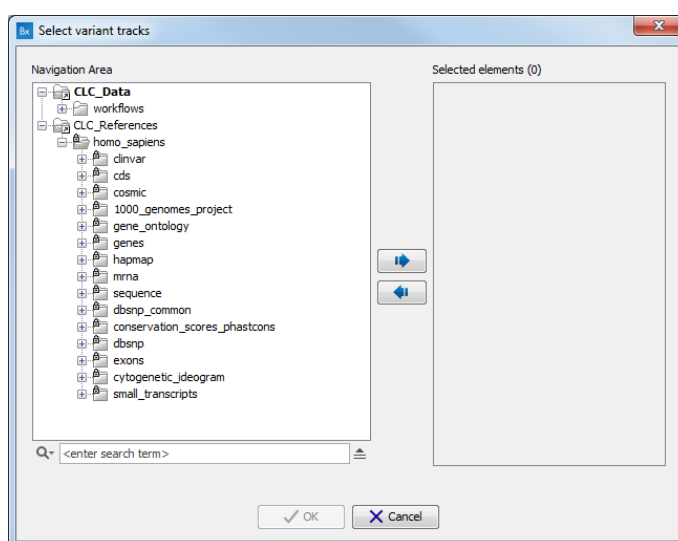 Bx Select variant tracks
Navigation Area
Selected elements (0)
CLC_Data
workflows
CLC_References
homo_sapiens
clinvar
cds
cosmic
1000_genomes_project
gene_ontology
genes
hapmap
mrna
sequence
dbsnp_common
conservation_scores_phastcons
dbsnp
exons
cytogenetic_ideogram
small_transcripts
<enter search term>
OK
Cancel